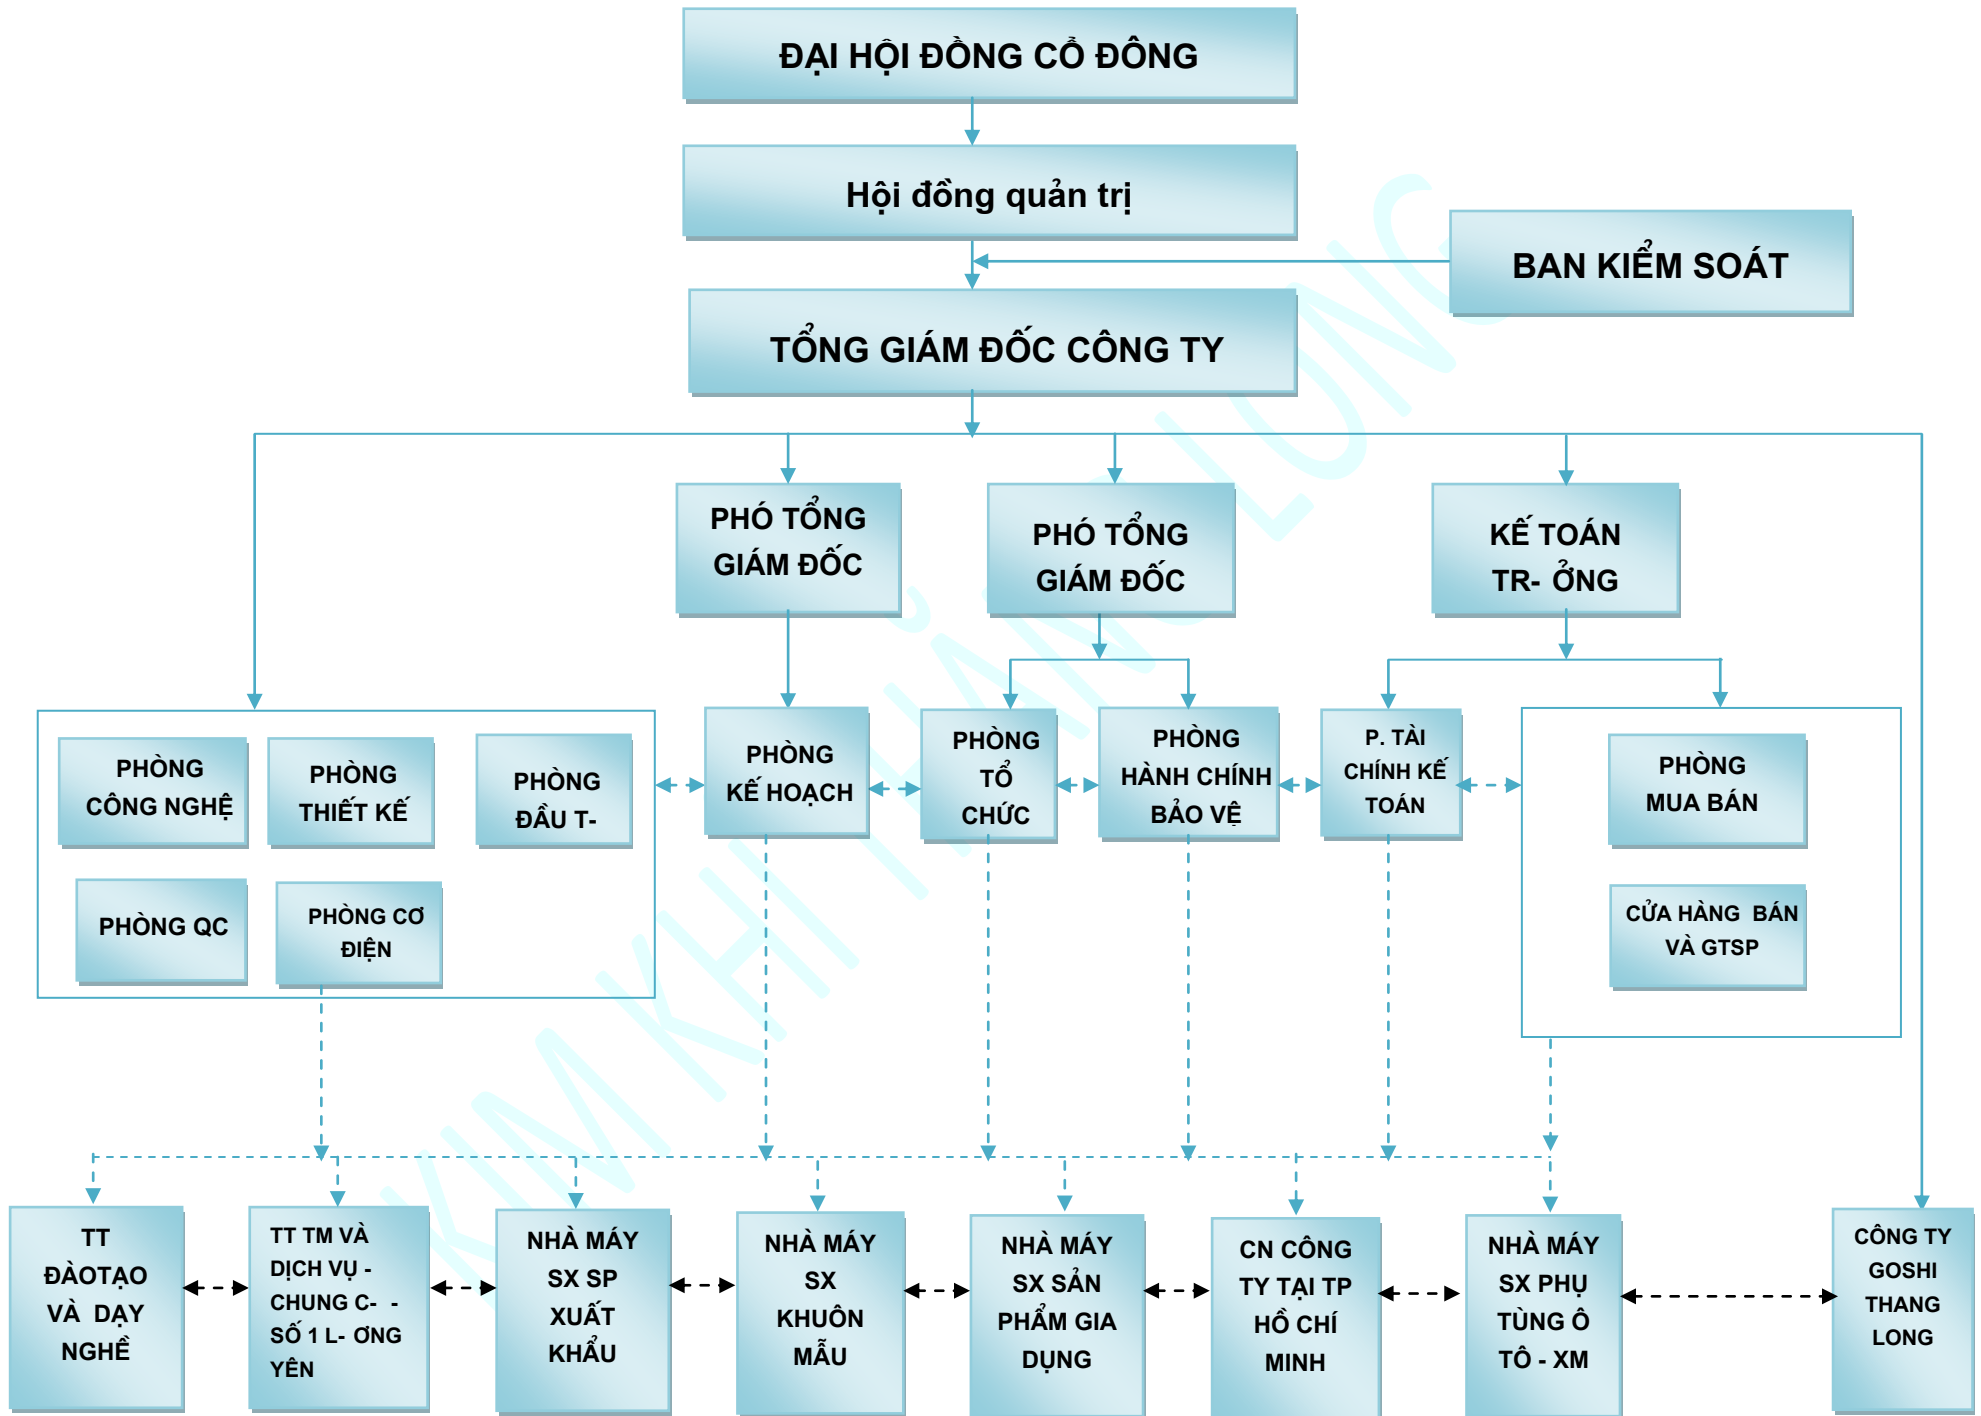 ĐẠI HỘI ĐỒNG CỔ ĐÔNG
Hội đồng quản trị
BAN KIỂM SOÁT
TỔNG GIÁM ĐỐC CÔNG TY
PHÓ TỔNG
GIÁM ĐỐC
PHÓ TỔNG
GIÁM ĐỐC
KẾ TOÁN
TR- ỞNG
PHÒNG
CÔNG NGHỆ
PHÒNG
THIẾT KẾ
PHÒNG
ĐẦU T-
PHÒNG QC
PHÒNG CƠ
ĐIỆN
PHÒNG
KẾ HOẠCH
PHÒNG
TỔ
CHỨC
PHÒNG
HÀNH CHÍNH
BẢO VỆ
P. TÀI
CHÍNH KẾ
TOÁN
PHÒNG
MUA BÁN
CỬA HÀNG BÁN
VÀ GTSP
TT
ĐÀOTẠO
VÀ DẠY
NGHỀ
TT TM VÀ
DỊCH VỤ -
CHUNG C- -
SỐ 1 L- ƠNG
YÊN
NHÀ MÁY
SX SP
XUẤT
KHẨU
NHÀ MÁY
SX
KHUÔN
MẪU
NHÀ MÁY
SX SẢN
PHẨM GIA
DỤNG
CN CÔNG
TY TẠI TP
HỒ CHÍ
MINH
NHÀ MÁY
SX PHỤ
TÙNG Ô
TÔ - XM
CÔNG TY
GOSHI
THANG
LONG
KIM KHI THĂNG LONG